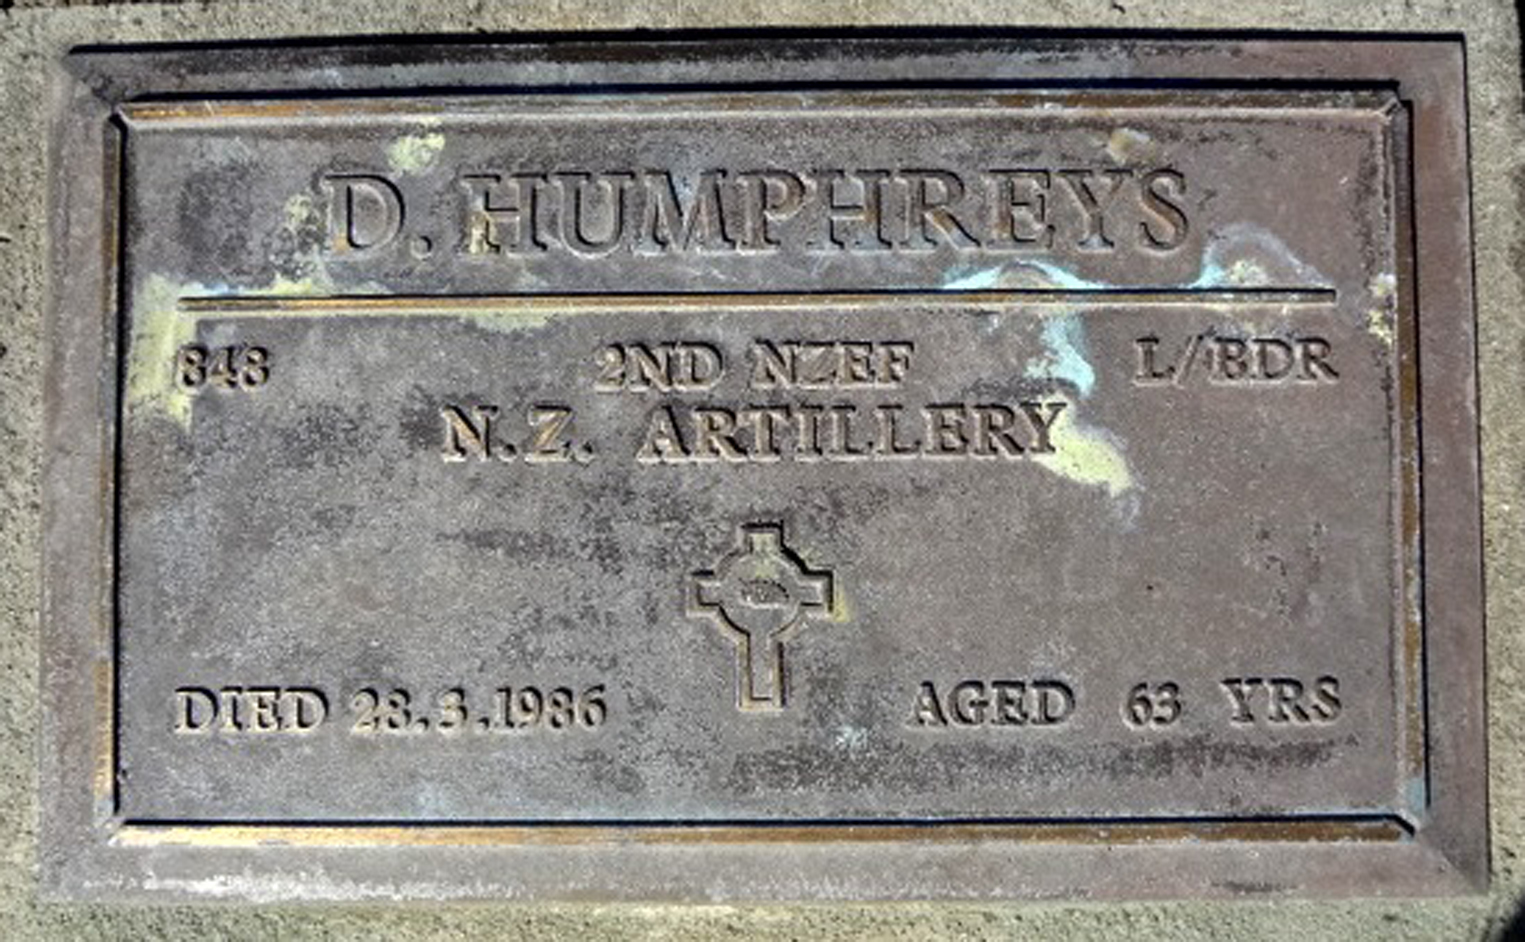 D. HUMPHREYS
848 2ND NZEF L/BDR
N.Z. ARTILLERY
DIED 28.3.1986 AGED 63 YRS